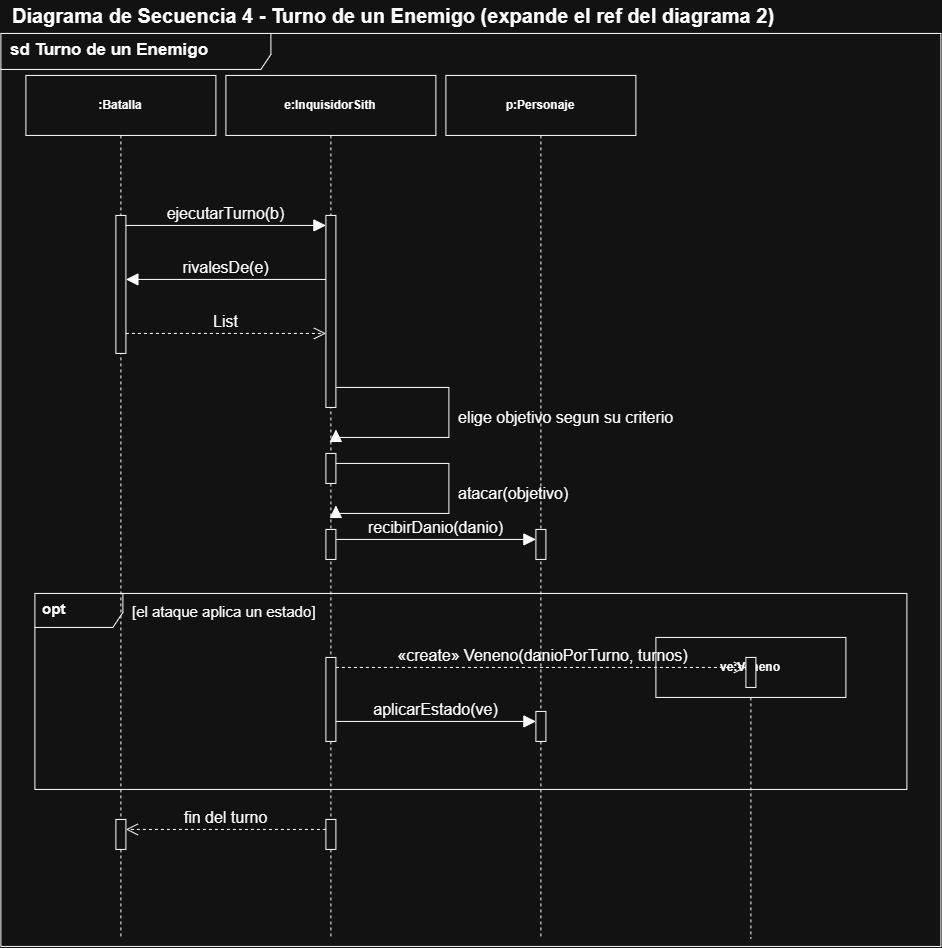 Diagrama de Secuencia 4 - Turno de un Enemigo (expande el ref del diagrama 2)
sd Turno de un Enemigo
:Batalla
e:InquisidorSith
p:Personaje
ejecutarTurno(b)
rivalesDe(e)
List
elige objetivo segun su criterio
atacar(objetivo)
recibirDanio(danio)
opt
[el ataque aplica un estado]
«create» Veneno(danioPorTurno, turnos)
ve:Veneno
aplicarEstado(ve)
fin del turno